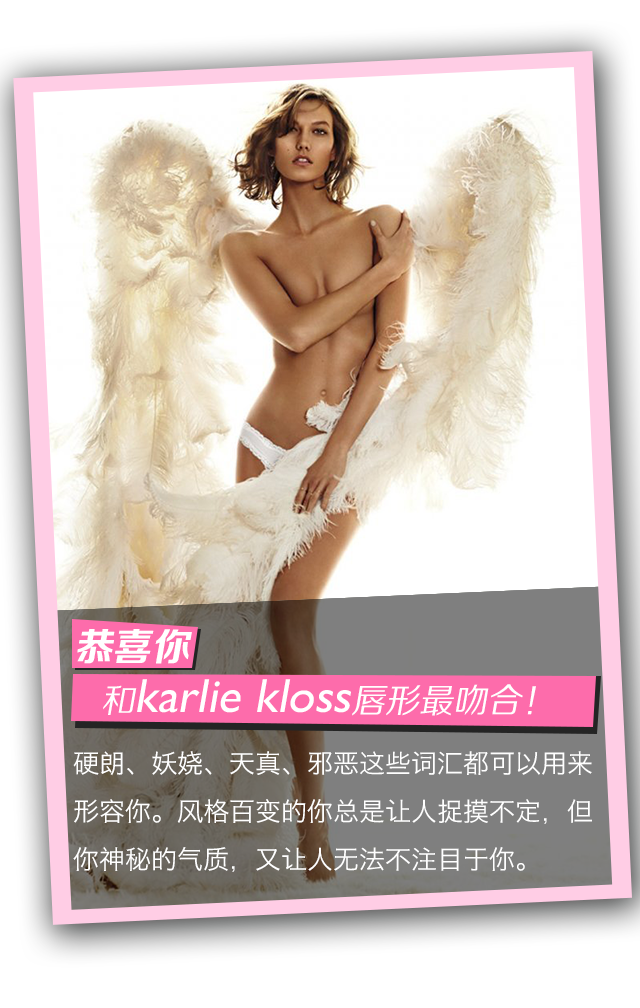 恭喜你
和karlie kloss唇形最吻合！
硬朗、妖娆、天真、邪恶这些词汇都可以用来
形容你。风格百变的你总是让人捉摸不定，但
你神秘的气质，又让人无法不注目于你。